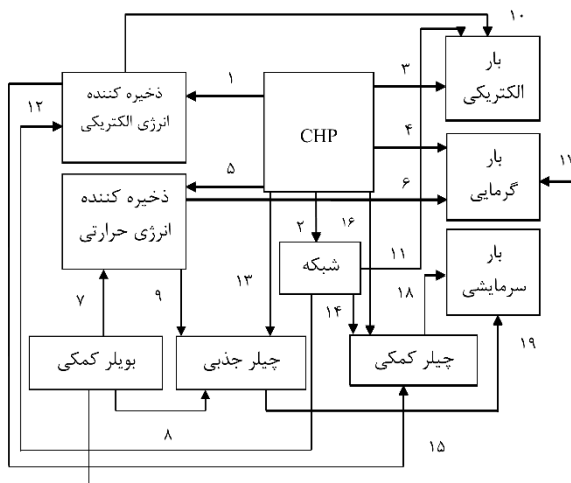 ۱۰
بار
الکتریکی
۳
۱
ذخیره کننده
انرژی الکتریکی
۱۲
CHP
۴
بار
گرمایی
۵
۶
ذخیره کننده
انرژی حرارتی
۲
۱۶
۱۱
شبکه
بار
سرمایشی
۱۳
۱۴
۱۸
۷
۹
۱۹
بویلر کمکی
چیلر جذبی
چیلر کمکی
۸
۱۵